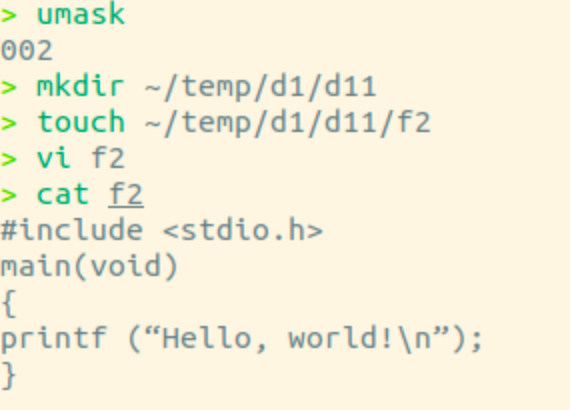 > umask
002
> mkdir ~/temp/d1/d11
> touch ~/temp/d1/d11/f2
> vi f2
> cat f2
#include <stdio.h>
main(void)
{
printf (“Hello, world!\n”);
}